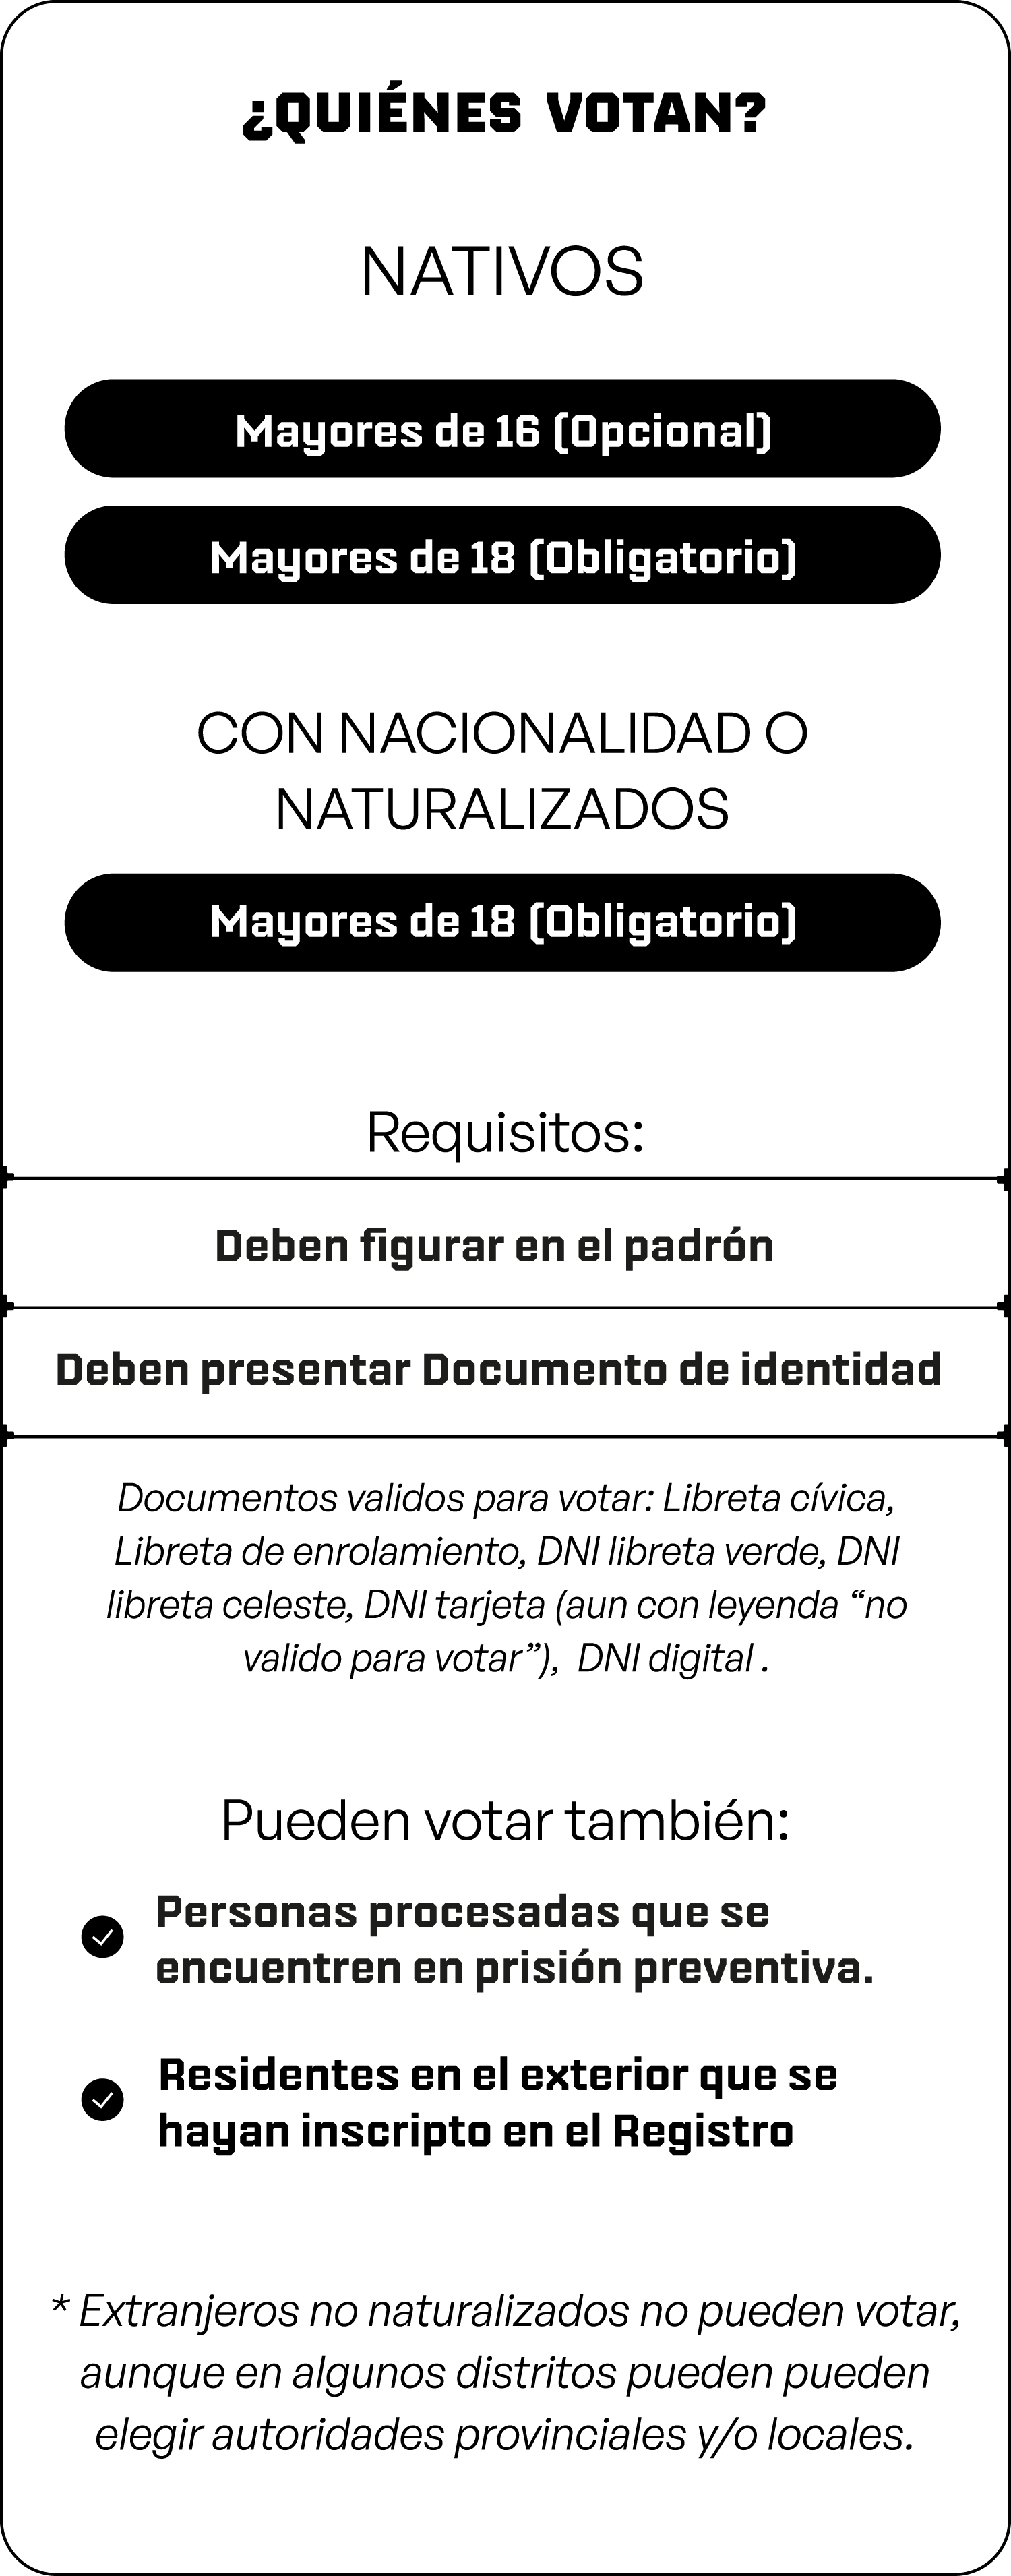 ¿QUIÉNES VOTAN?
NATIVOS
Mayores de 16 (Opcional)
Mayores de 18 (Obligatorio)
CON NACIONALIDAD O
NATURALIZADOS
Mayores de 18 (Obligatorio)
Requisitos:
Deben figurar en el padrón
Deben presentar Documento de identidad
Documentos validos para votar: Libreta cívica,
Libreta de enrolamiento, DNI libreta verde, DNI
libreta celeste, DNI tarjeta (aun con leyenda “no
valido para votar”), DNI digital .
Pueden votar también:
Personas procesadas que se
encuentren en prisión preventiva.
Residentes en el exterior que se
hayan inscripto en el Registro
* Extranjeros no naturalizados no pueden votar,
aunque en algunos distritos pueden pueden
elegir autoridades provinciales y/o locales.